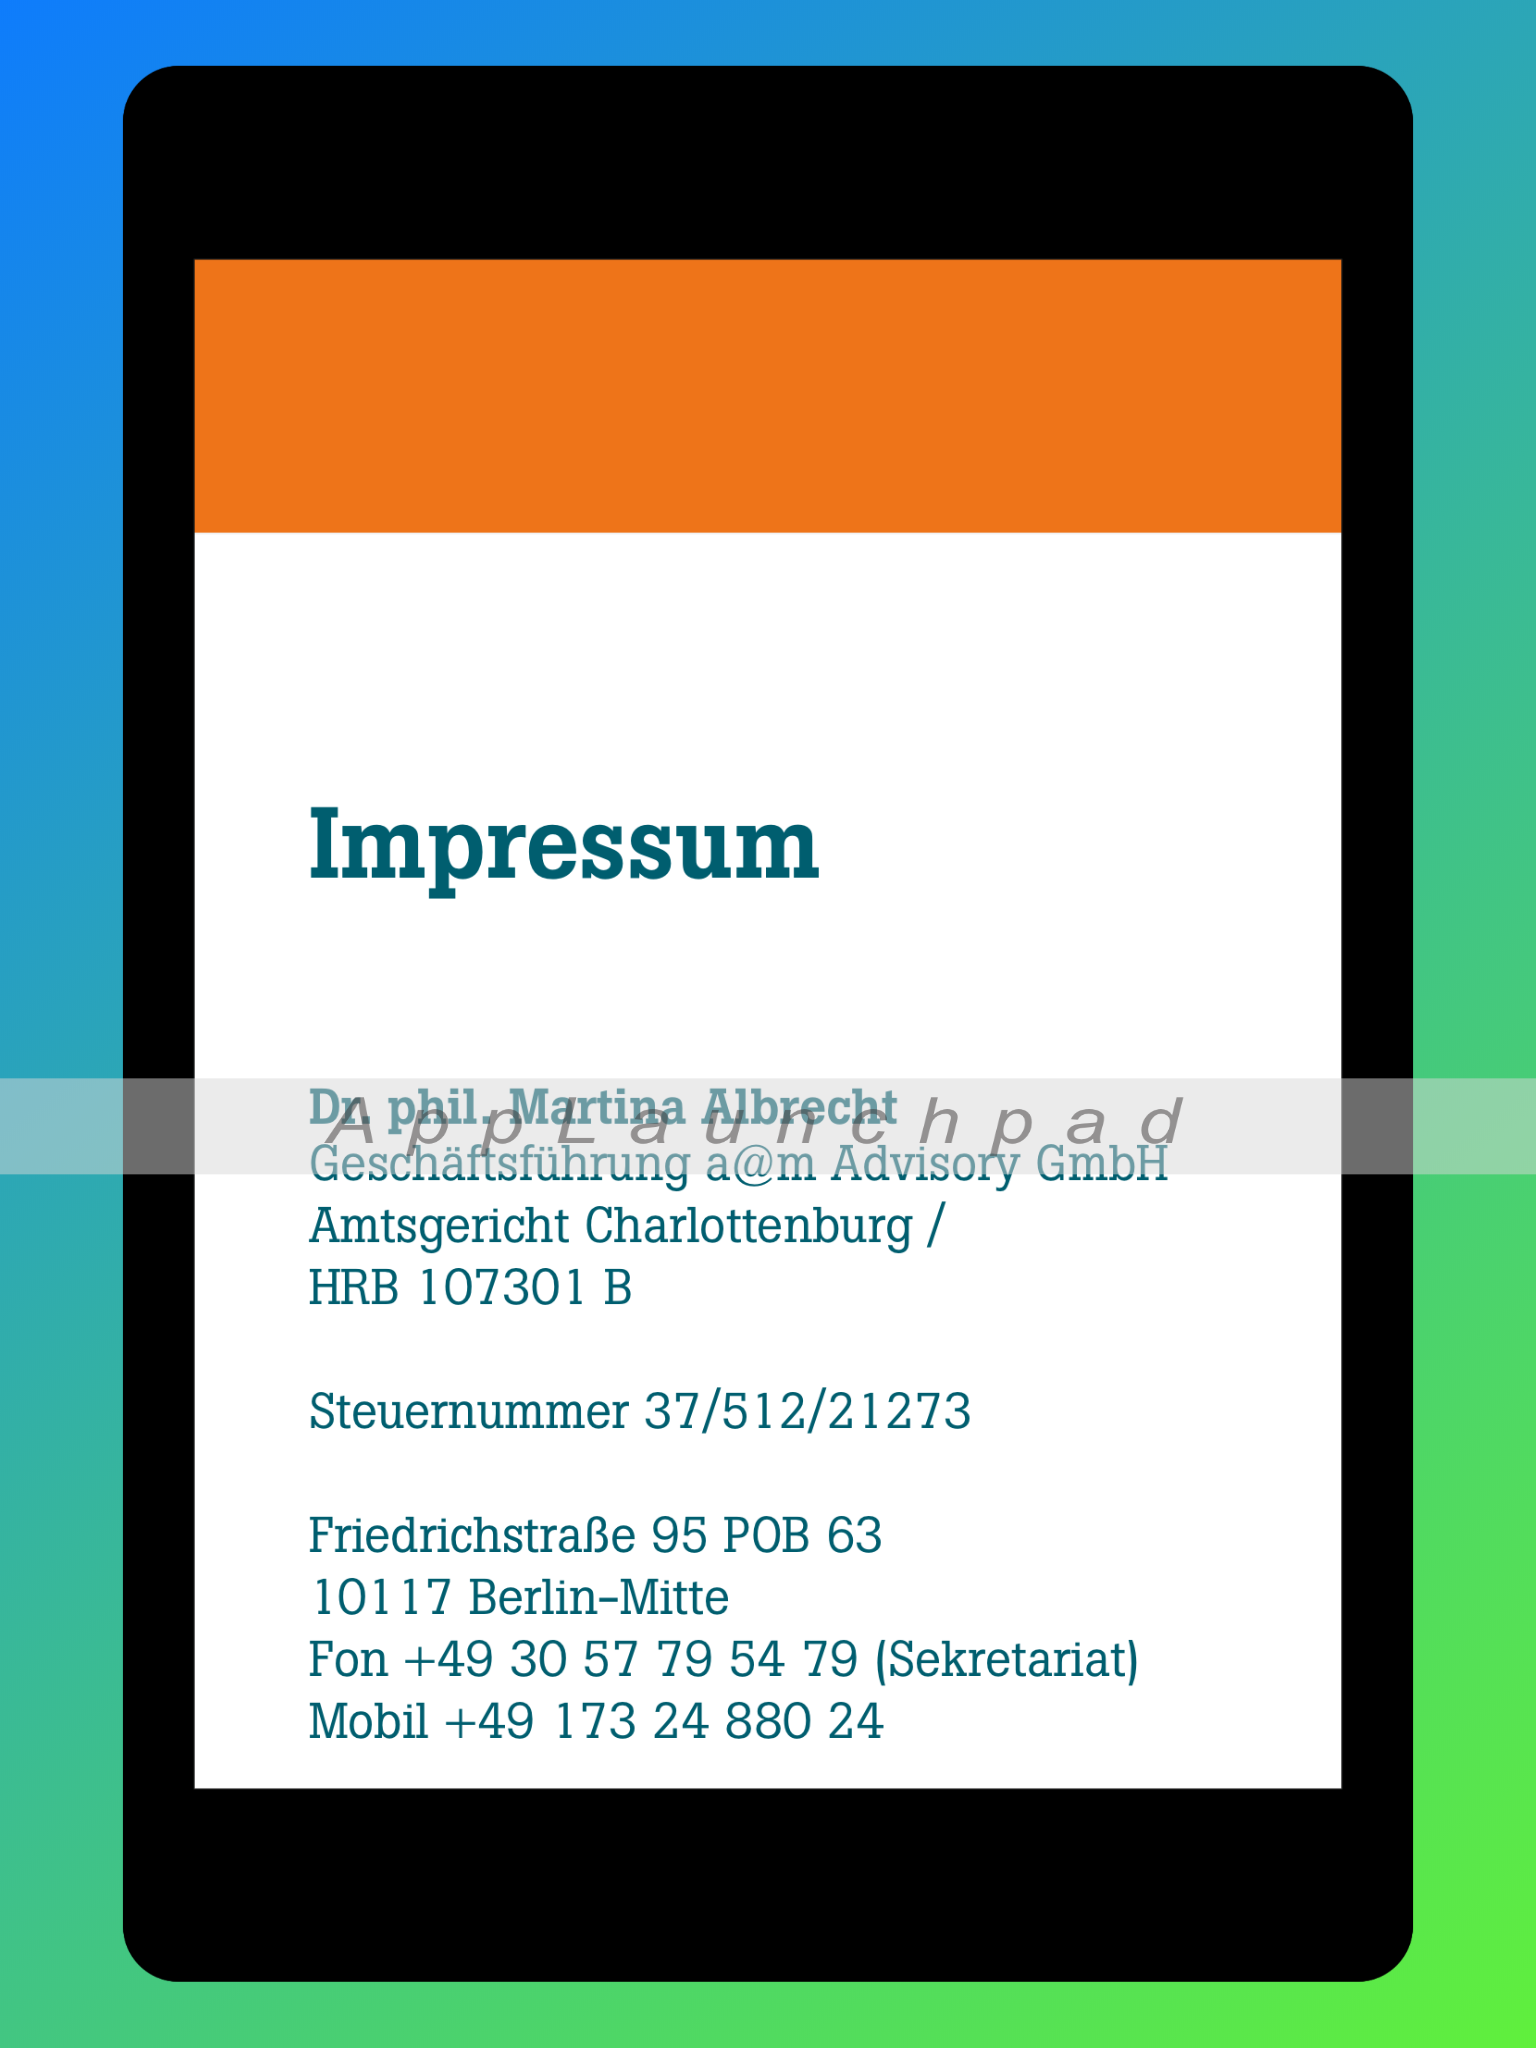 Impressum
Dr. phil. Martina Albrecht
AppLaunchpad
Geschäftsführung a@m Advisory GmbH
Amtsgericht Charlottenburg /
HRB 107301 B
Steuernummer 37/512/21273
Friedrichstraße 95 POB 63
10117 Berlin-Mitte
Fon +49 30 57 79 54 79 (Sekretariat)
Mobil +49 173 24 880 24